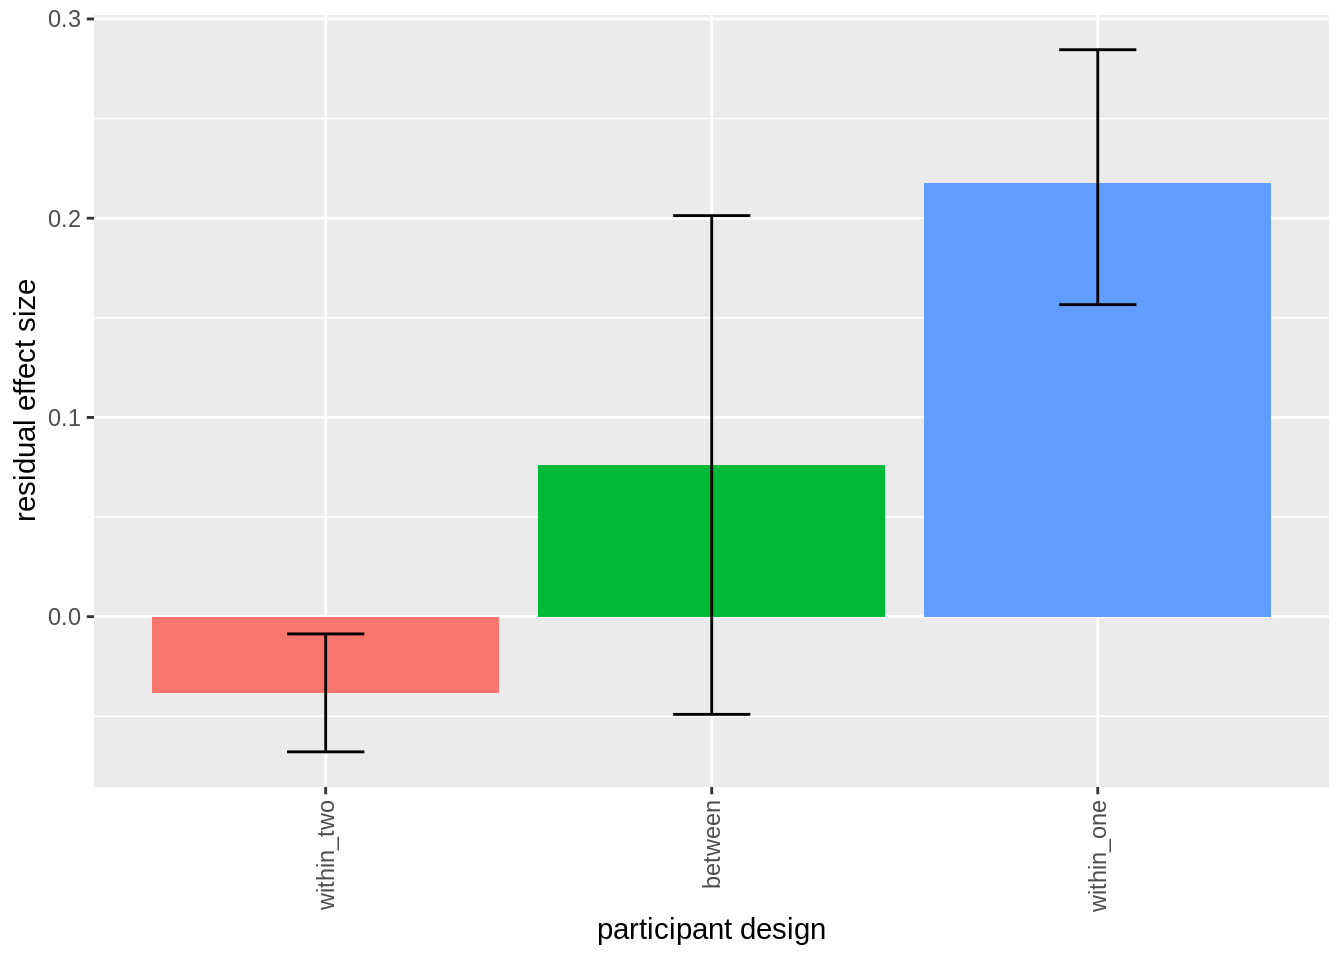 0.3
0.2
0.1
0.0
residual effect size
within_two
between
within_one
participant design